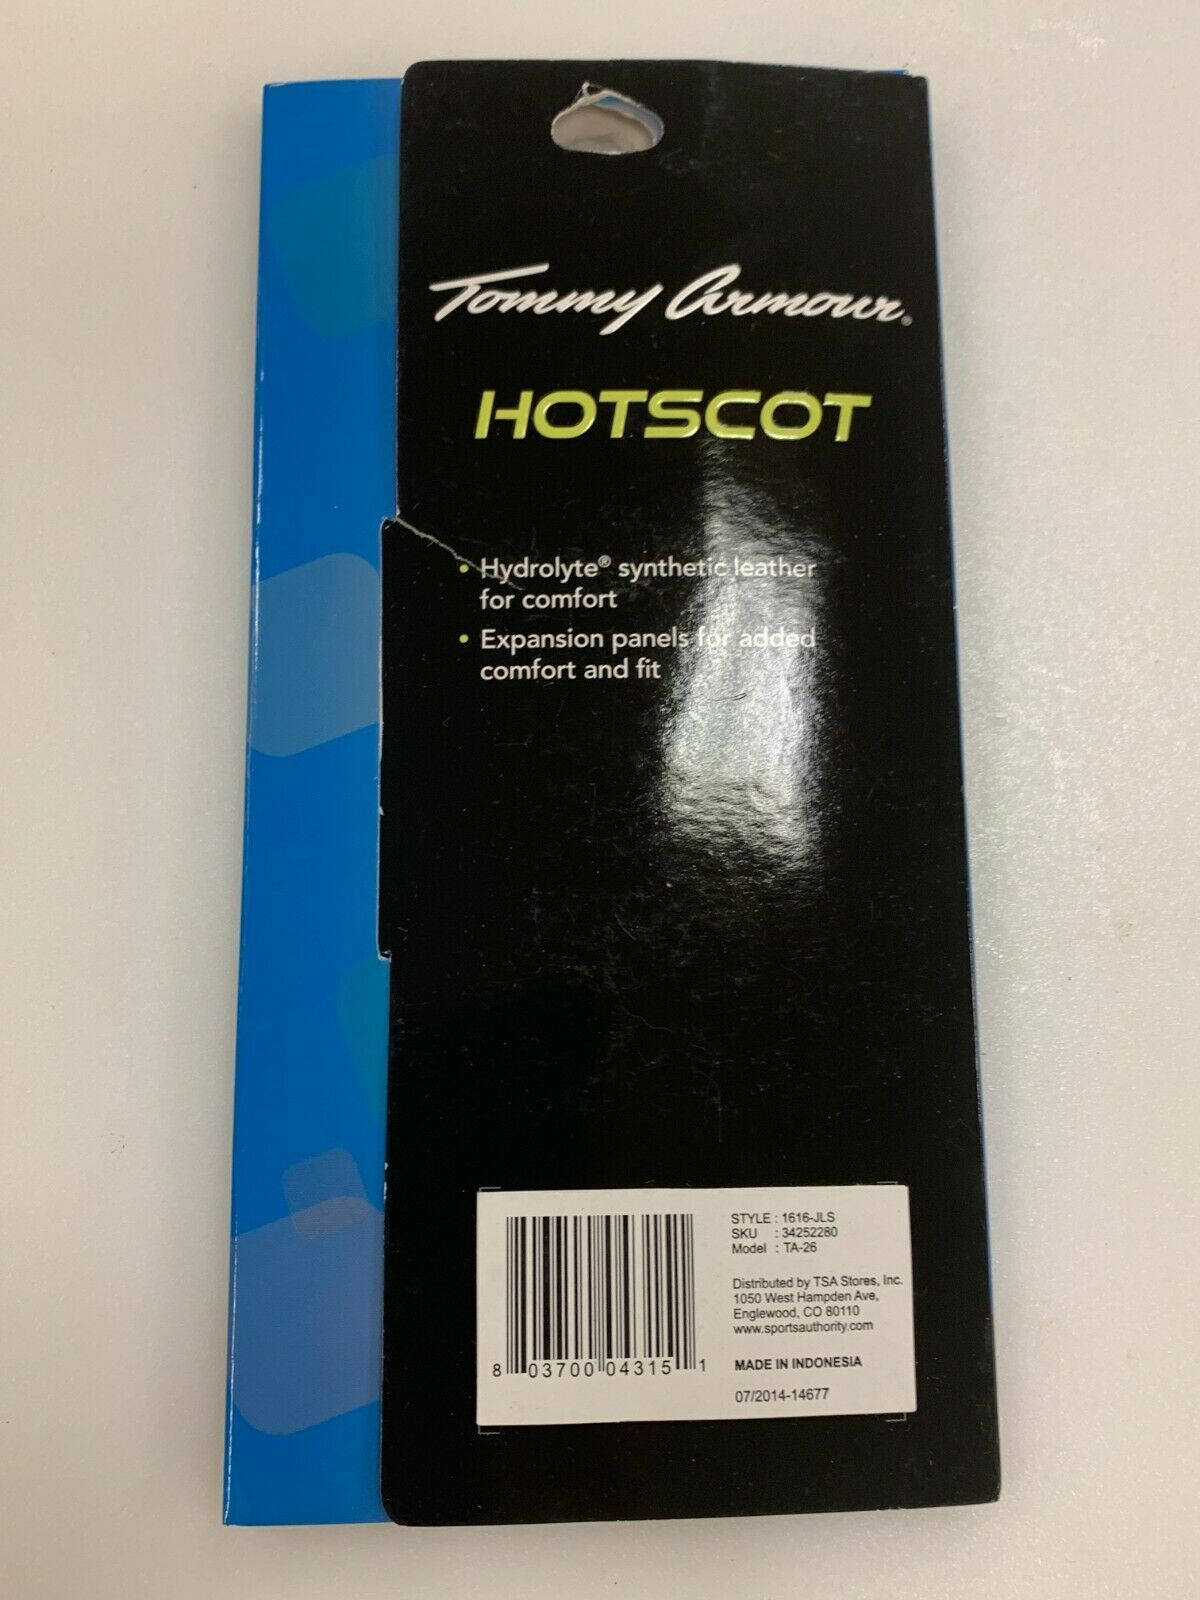 Tommy Armour®
HOTSCOT
• Hydrolyte® synthetic leather
for comfort
• Expansion panels for added
comfort and fit
STYLE : 1616-JLS
SKU : 34252280
Model : TA-26
Distributed by TSA Stores, Inc.
1050 West Hampden Ave,
Englewood, CO 80110
www.sportsauthority.com
MADE IN INDONESIA
07/2014-14677
8 03700 04315 1